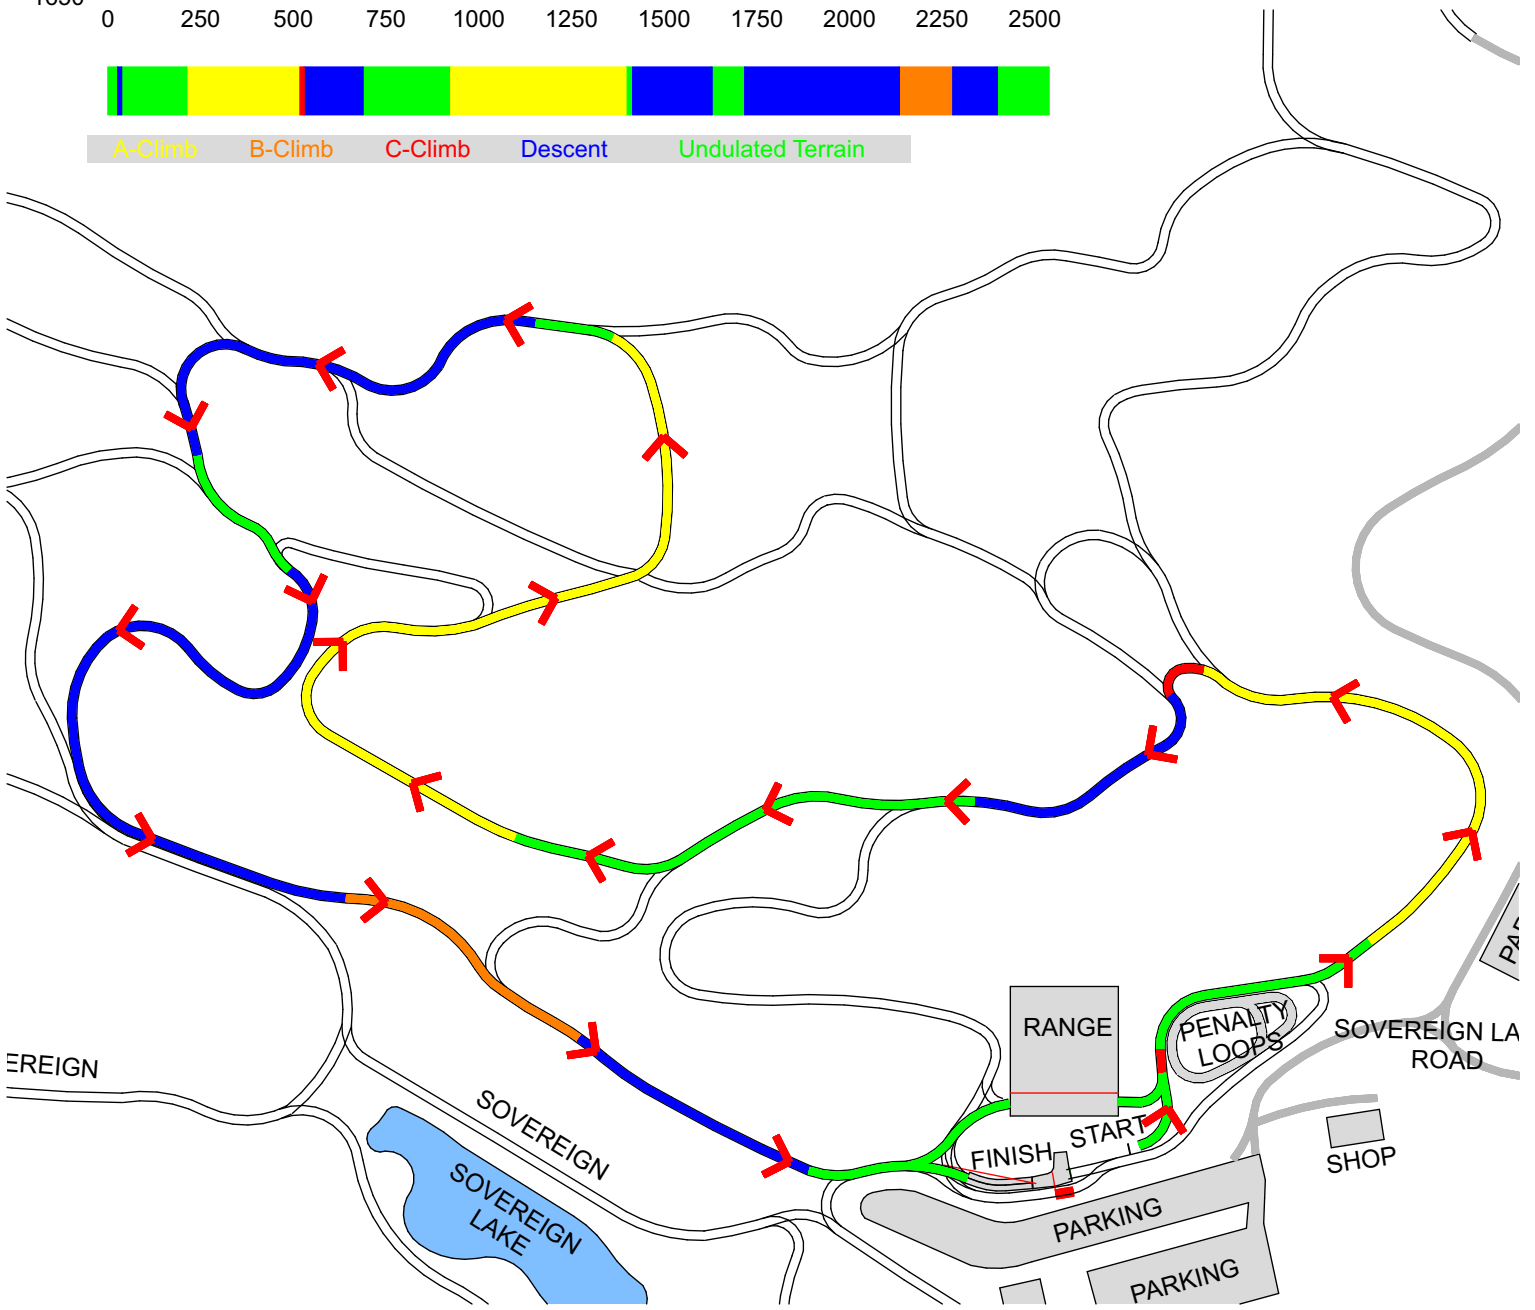 0 250 500 750 1000 1250 1500 1750 2000 2250 2500
A-Climb B-Climb C-Climb Descent Undulated Terrain
RANGE
PENALTY
LOOPS
SOVEREIGN LA
ROAD
EREIGN
SOVEREIGN
START
FINISH
SHOP
SOVEREIGN
LAKE
PARKING
PARKING